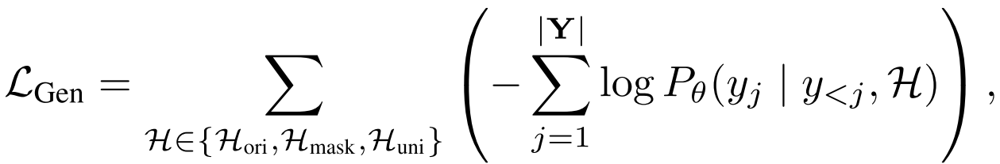 \mathcal{L}_{\text{Gen}} = \sum_{\mathcal{H} \in \{\mathcal{H}_{\text{ori}}, \mathcal{H}_{\text{mask}}, \mathcal{H}_{\text{uni}}\}} \left( - \sum_{j=1}^{|\mathbf{Y}|} \log P_{\theta}(y_j \mid y_{<j}, \mathcal{H}) \right),